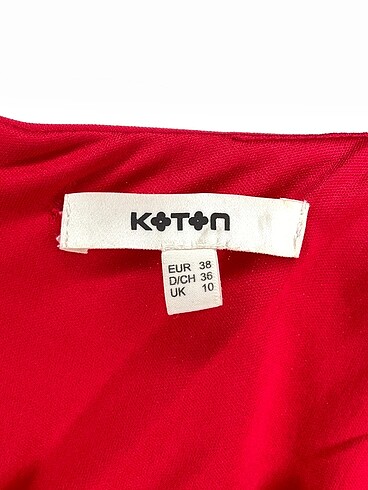 KOTON
EUR 38
D/CH 36
UK 10